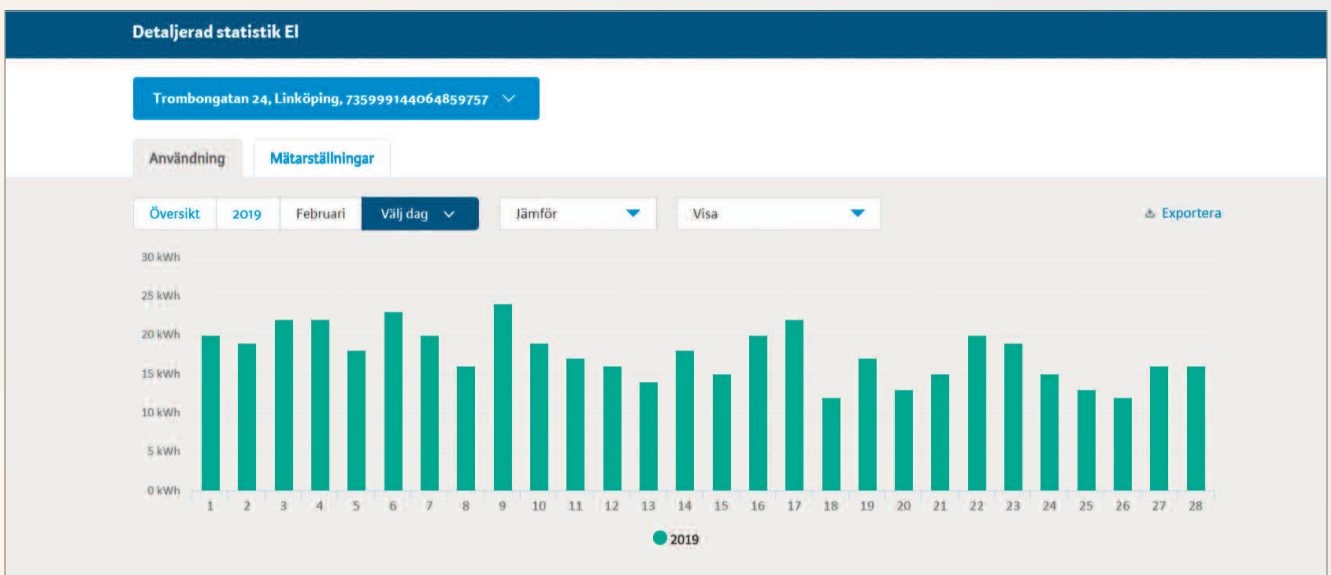 Detaljerad statistik El
Trombongatan 24, Linköping, 735999144064859757
Användning Mätarställningar
Översikt 2019 Februari Välj dag Jämför Visa Exportera
30 kWh
25 kWh
20 kWh
15 kWh
10 kWh
5 kWh
0 kWh
1 2 3 4 5 6 7 8 9 10 11 12 13 14 15 16 17 18 19 20 21 22 23 24 25 26 27 28
2019